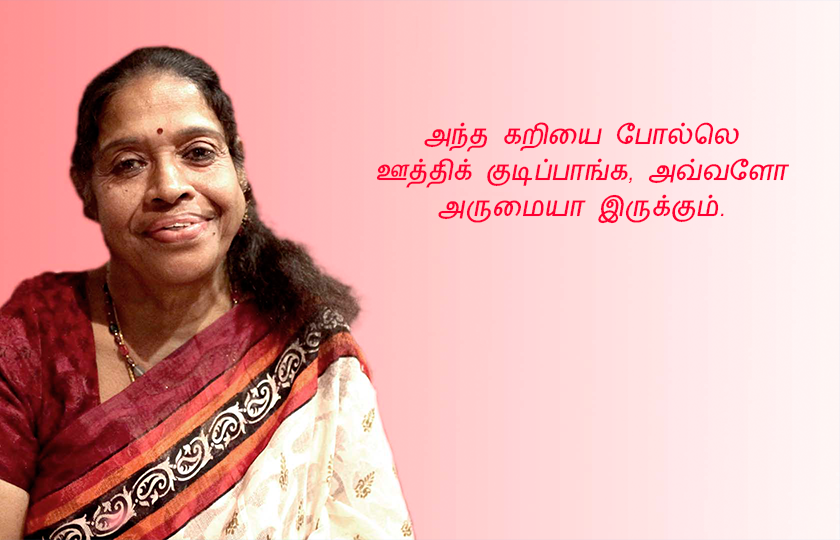 அந்த கறியை போல்லெ
ஊத்திக் குடிப்பாங்க, அவ்வளோ
அருமையா இருக்கும்.